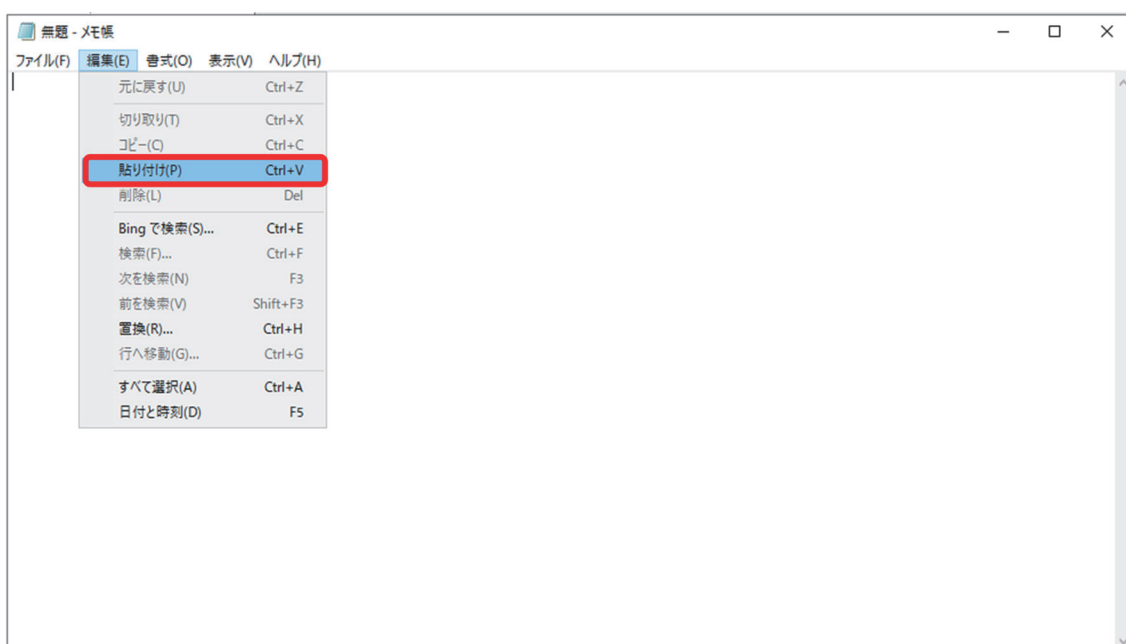 無題 - メモ帳
ファイル(F) 編集(E) 書式(O) 表示(V) ヘルプ(H)
元に戻す(U) Ctrl+Z
切り取り(T) Ctrl+X
コピー(C) Ctrl+C
貼り付け(P) Ctrl+V
削除(L) Del
Bing で検索(S)... Ctrl+E
検索(F)... Ctrl+F
次を検索(N) F3
前を検索(V) Shift+F3
置換(R)... Ctrl+H
行へ移動(G)... Ctrl+G
すべて選択(A) Ctrl+A
日付と時刻(D) F5